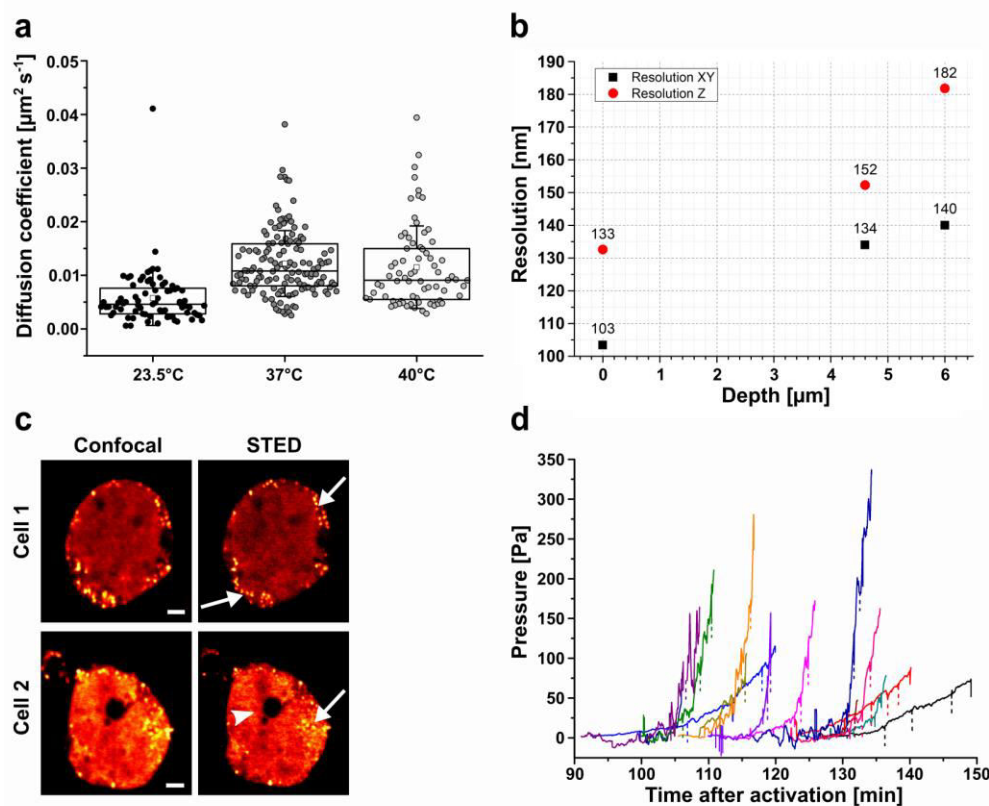 a
Diffusion coefficient [µm² s⁻¹]
0.05
0.04
0.03
0.02
0.01
0.00
23.5°C 37°C 40°C
b
Resolution [nm]
190
180
170
160
150
140
130
120
110
100
Resolution XY
Resolution Z
133
103
152
134
182
140
0 1 2 3 4 5 6
Depth [µm]
c
Confocal STED
Cell 1
Cell 2
d
Pressure [Pa]
350
300
250
200
150
100
50
0
90 100 110 120 130 140 150
Time after activation [min]